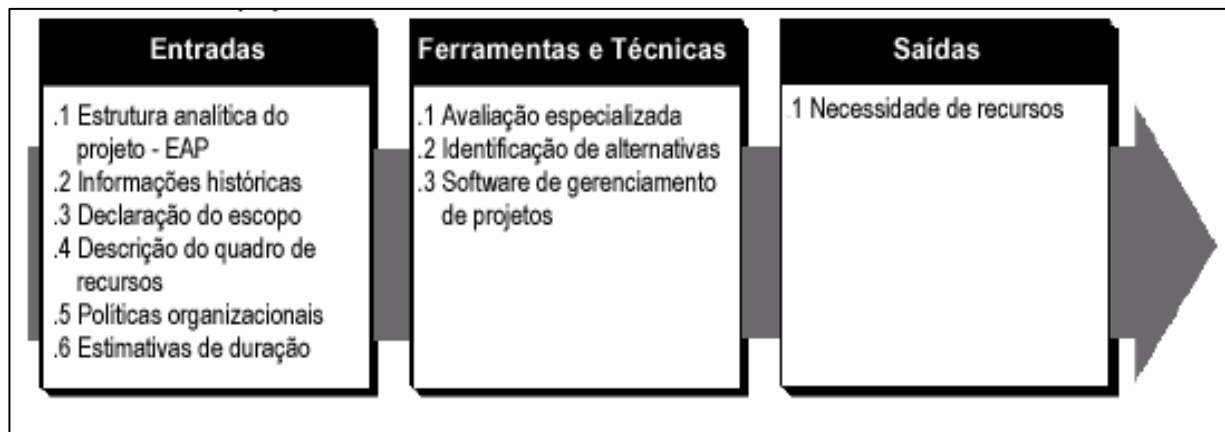 Entradas
.1 Estrutura analítica do
projeto - EAP
.2 Informações históricas
.3 Declaração do escopo
.4 Descrição do quadro de
recursos
.5 Políticas organizacionais
.6 Estimativas de duração
Ferramentas e Técnicas
.1 Avaliação especializada
.2 Identificação de alternativas
.3 Software de gerenciamento
de projetos
Saídas
.1 Necessidade de recursos